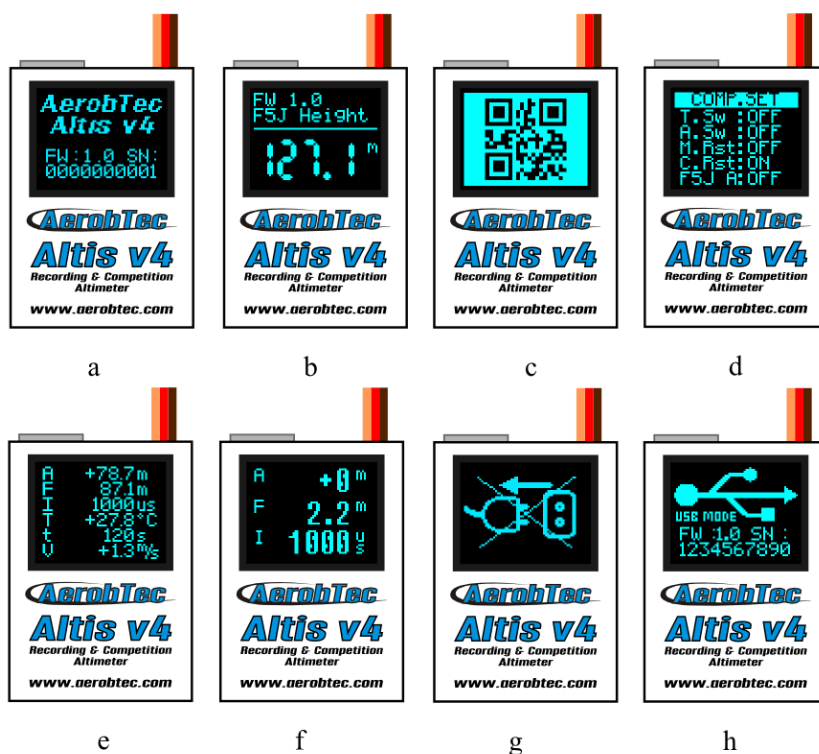 AerobTec
Altis v4
FW:1.0 SN:
0000000001
AerobTec
Altis v4
Recording & Competition
Altimeter
www.aerobtec.com
a
FW 1.0
F5J Height
127.1 m
AerobTec
Altis v4
Recording & Competition
Altimeter
www.aerobtec.com
b
AerobTec
Altis v4
Recording & Competition
Altimeter
www.aerobtec.com
c
COMP.SET
T.Sw :OFF
A.Sw :OFF
M.Rst:OFF
C.Rst:ON
F5J A:OFF
AerobTec
Altis v4
Recording & Competition
Altimeter
www.aerobtec.com
d
A +78.7 m
F 87.1 m
I 1000 us
T +27.8 °C
t 120 s
V +1.3 m/s
AerobTec
Altis v4
Recording & Competition
Altimeter
www.aerobtec.com
e
A +0 m
F 2.2 m
I 1000 us
AerobTec
Altis v4
Recording & Competition
Altimeter
www.aerobtec.com
f
AerobTec
Altis v4
Recording & Competition
Altimeter
www.aerobtec.com
g
USB MODE
FW :1.0 SN :
1234567890
AerobTec
Altis v4
Recording & Competition
Altimeter
www.aerobtec.com
h